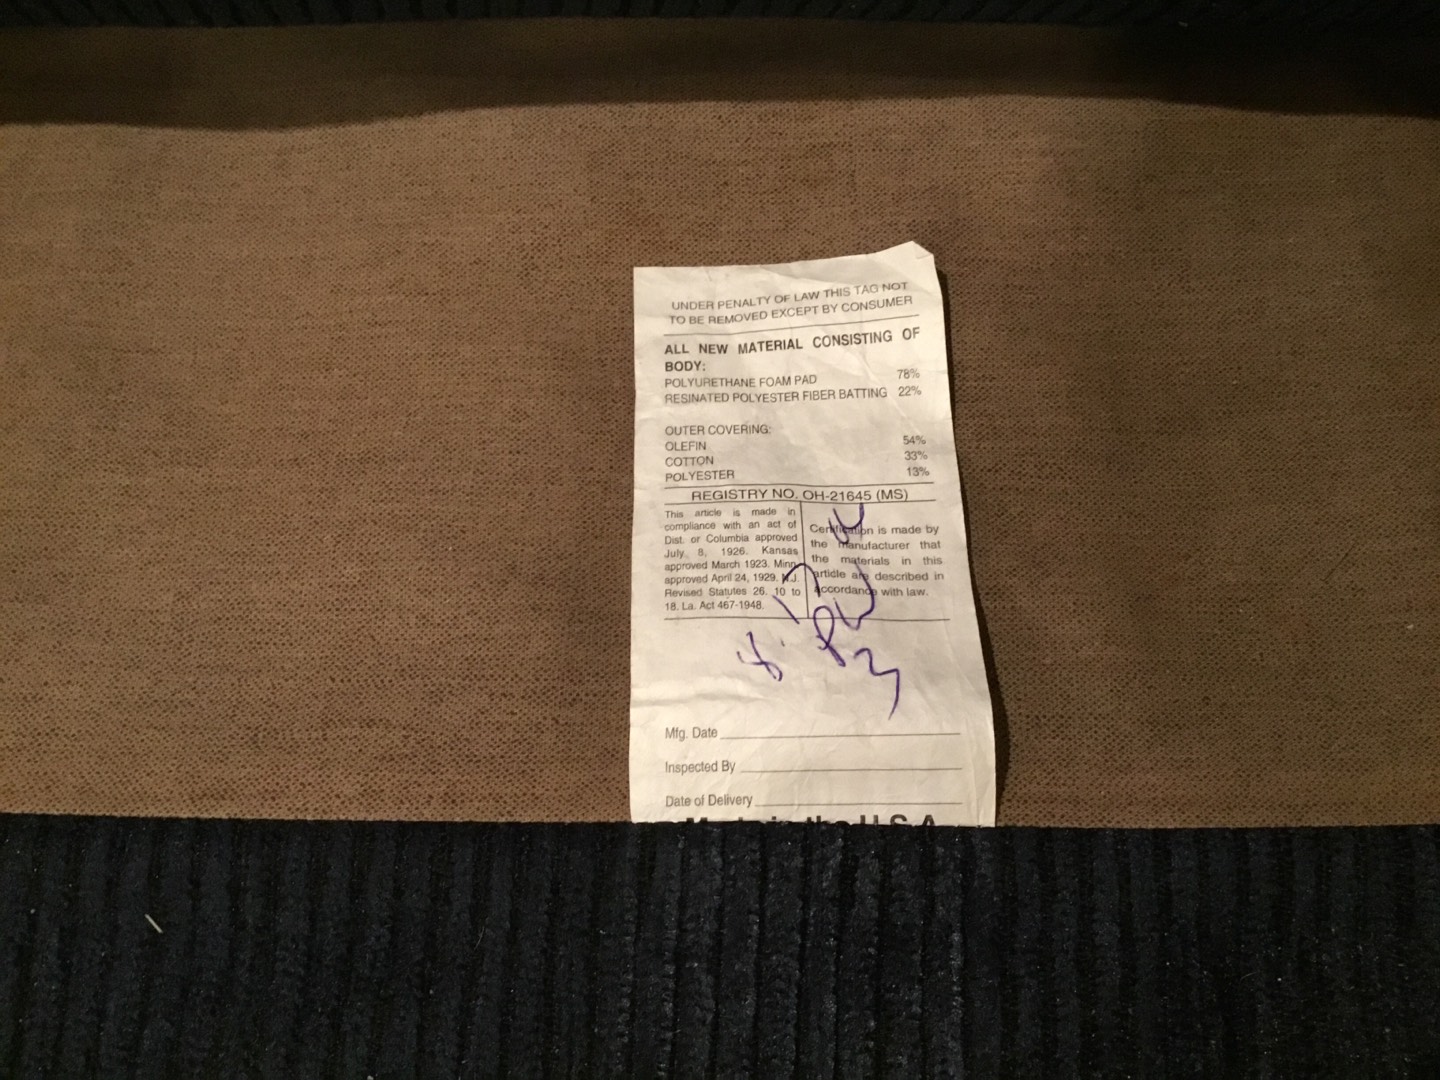 UNDER PENALTY OF LAW THIS TAG NOT
TO BE REMOVED EXCEPT BY CONSUMER
ALL NEW MATERIAL CONSISTING OF
BODY:
POLYURETHANE FOAM PAD 78%
RESINATED POLYESTER FIBER BATTING 22%
OUTER COVERING:
OLEFIN 54%
COTTON 33%
POLYESTER 13%
REGISTRY NO. OH-21645 (MS)
This article is made in
compliance with an act of
Dist. or Columbia approved
July 8, 1926. Kansas
approved March 1923. Minn.
approved April 24, 1929. N.J.
Revised Statutes 26. 10 to
18. La. Act 467-1948.
Certification is made by
the manufacturer that
the materials in this
article are described in
accordance with law.
Mfg. Date
Inspected By
Date of Delivery
Made in the U.S.A.